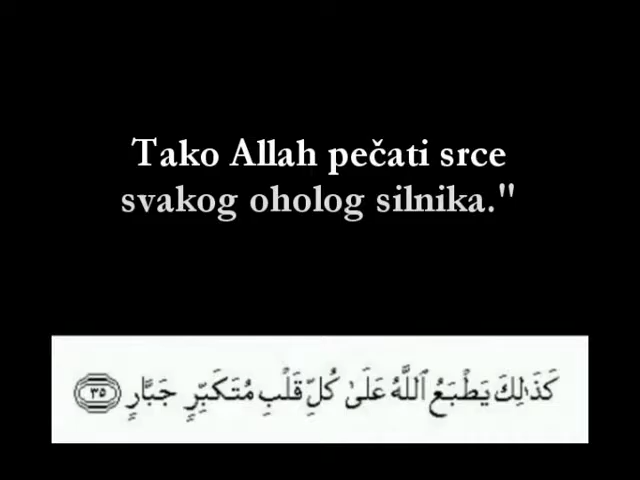 Tako Allah pečati srce
svakog oholog silnika."
كَذَٰلِكَ يَطْبَعُ ٱللَّهُ عَلَىٰ كُلِّ قَلْبِ مُتَكَبِّرٍ جَبَّارٍ ٣٥